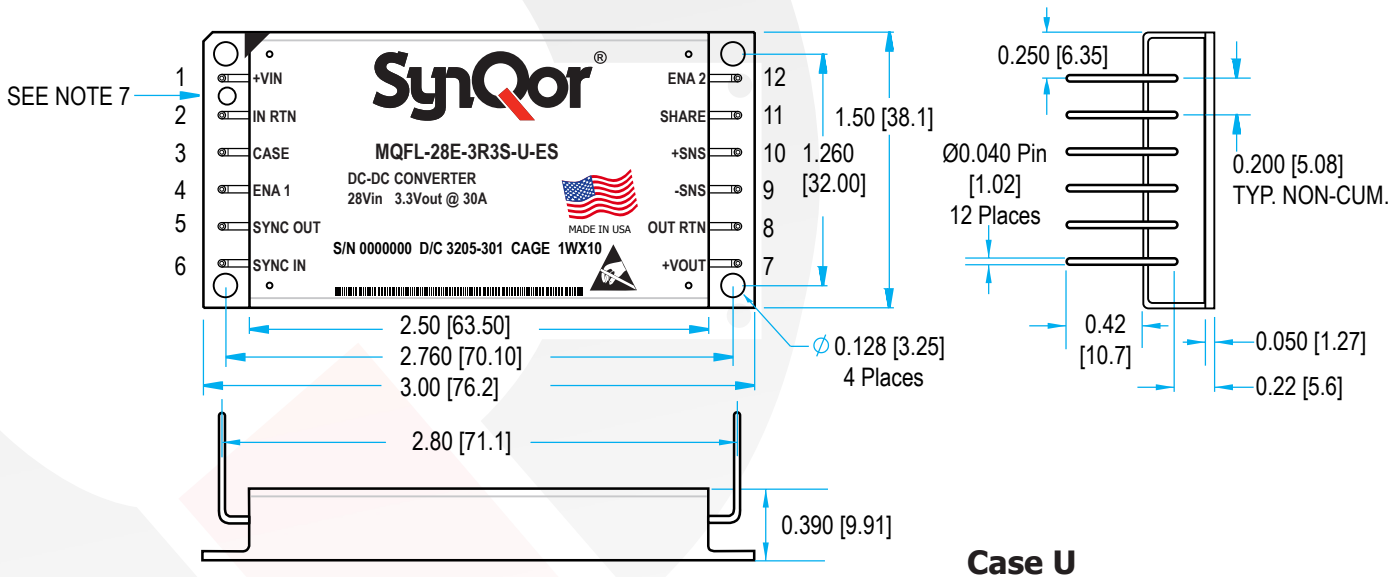 SEE NOTE 7
1
2
3
4
5
6
+VIN
IN RTN
CASE
ENA 1
SYNC OUT
SYNC IN
SynQor®
MQFL-28E-3R3S-U-ES
DC-DC CONVERTER
28Vin 3.3Vout @ 30A
MADE IN USA
S/N 0000000 D/C 3205-301 CAGE 1WX10
ENA 2
SHARE
+SNS
-SNS
OUT RTN
+VOUT
12
11
10
9
8
7
1.50 [38.1]
1.260
[32.00]
2.50 [63.50]
2.760 [70.10]
3.00 [76.2]
Ø 0.128 [3.25]
4 Places
0.250 [6.35]
Ø0.040 Pin
[1.02]
12 Places
0.200 [5.08]
TYP. NON-CUM.
0.42
[10.7]
0.050 [1.27]
0.22 [5.6]
2.80 [71.1]
0.390 [9.91]
Case U